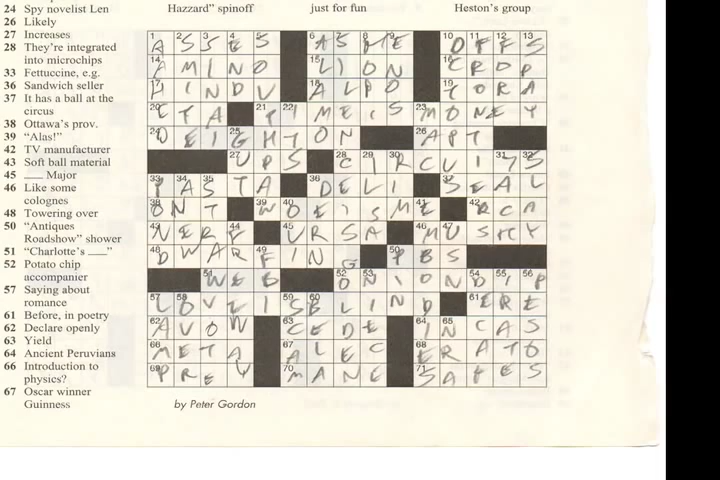 24 Spy novelist Len
26 Likely
27 Increases
28 They're integrated
into microchips
33 Fettuccine, e.g.
36 Sandwich seller
37 It has a ball at the
circus
38 Ottawa's prov.
39 "Alas!"
42 TV manufacturer
43 Soft ball material
45 ___ Major
46 Like some
colognes
48 Towering over
50 "Antiques
Roadshow" shower
51 "Charlotte's ___"
52 Potato chip
accompanier
57 Saying about
romance
61 Before, in poetry
62 Declare openly
63 Yield
64 Ancient Peruvians
66 Introduction to
physics?
67 Oscar winner
Guinness
Hazzard" spinoff
just for fun
Heston's group
ASSES ASME OFFS
AMINO LION CROP
HINDU ALPO TORA
ETA TIMEISMONEY
DEIGHTON APT
UPS CIRCUITS
PASTA DELI SEAL
ONT WOEISME RCA
NERF URSA MUSKY
DWARFING PBS
WEB ONIONDIP
LOVEISBLIND ERE
AVOW CEDE INCAS
META ALEC ERATO
PREY MANE SATES
by Peter Gordon